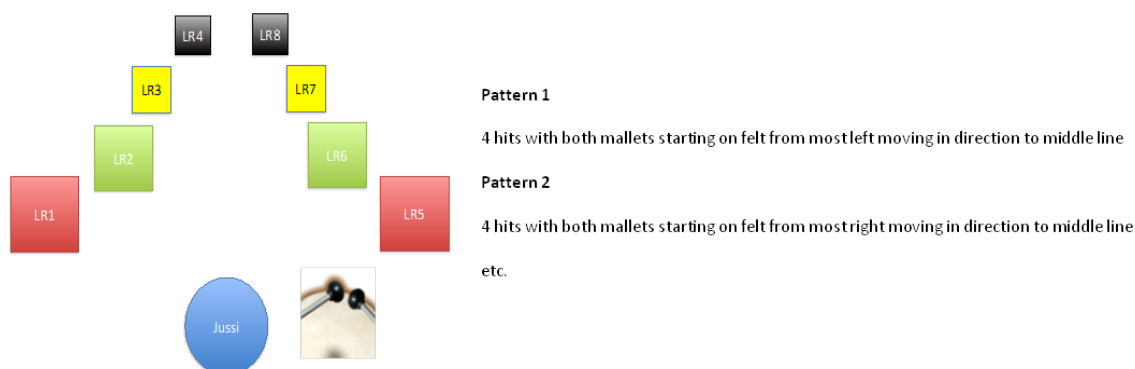 LR4
LR8
LR3
LR7
LR2
LR6
LR1
LR5
Jussi
Pattern 1
4 hits with both mallets starting on felt from most left moving in direction to middle line
Pattern 2
4 hits with both mallets starting on felt from most right moving in direction to middle line
etc.